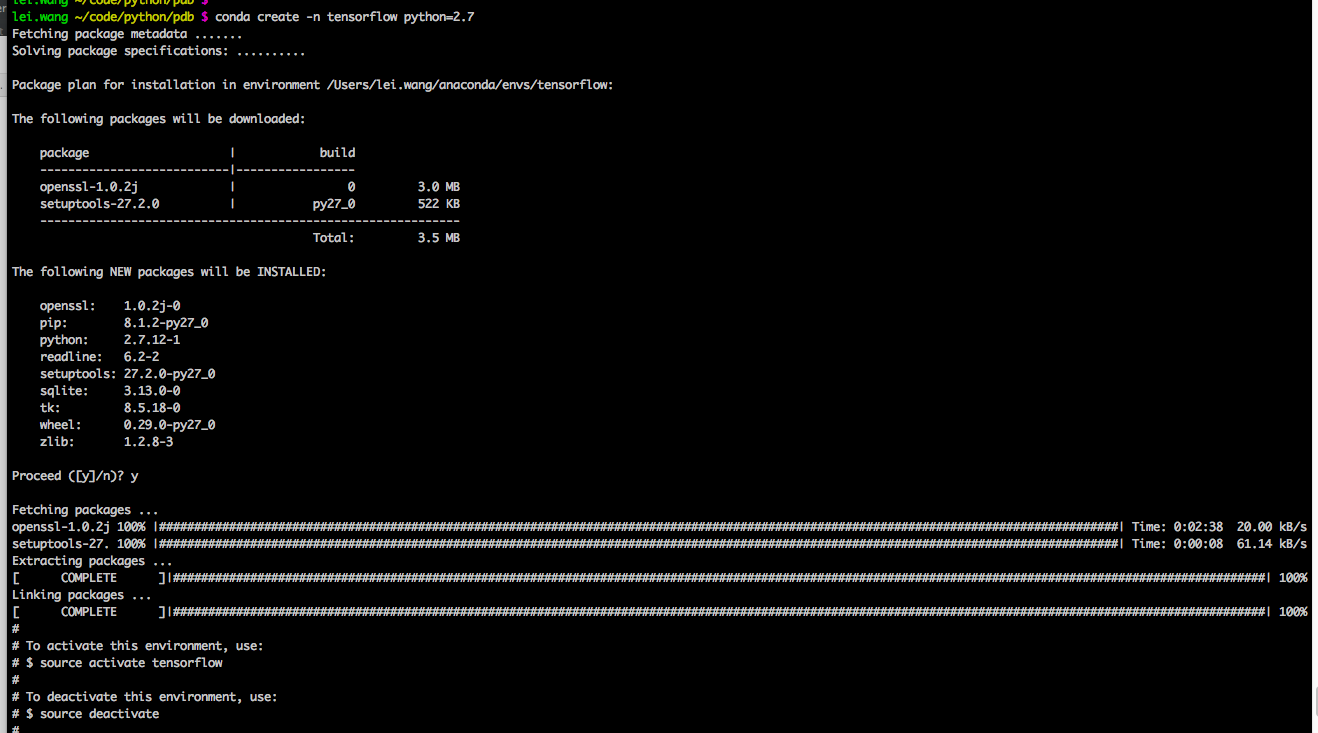 lei.wang ~/code/python/pdb $
lei.wang ~/code/python/pdb $ conda create -n tensorflow python=2.7
Fetching package metadata .......
Solving package specifications: ..........
Package plan for installation in environment /Users/lei.wang/anaconda/envs/tensorflow:
The following packages will be downloaded:
    package                    |            build
    ---------------------------|-----------------
    openssl-1.0.2j             |                0         3.0 MB
    setuptools-27.2.0          |           py27_0         522 KB
    ------------------------------------------------------------
                                           Total:         3.5 MB
The following NEW packages will be INSTALLED:
    openssl:    1.0.2j-0
    pip:        8.1.2-py27_0
    python:     2.7.12-1
    readline:   6.2-2
    setuptools: 27.2.0-py27_0
    sqlite:     3.13.0-0
    tk:         8.5.18-0
    wheel:      0.29.0-py27_0
    zlib:       1.2.8-3
Proceed ([y]/n)? y
Fetching packages ...
openssl-1.0.2j 100% |################################| Time: 0:02:38  20.00 kB/s
setuptools-27. 100% |################################| Time: 0:00:08  61.14 kB/s
Extracting packages ...
[      COMPLETE      ]|################################| 100%
Linking packages ...
[      COMPLETE      ]|################################| 100%
#
# To activate this environment, use:
# $ source activate tensorflow
#
# To deactivate this environment, use:
# $ source deactivate
#